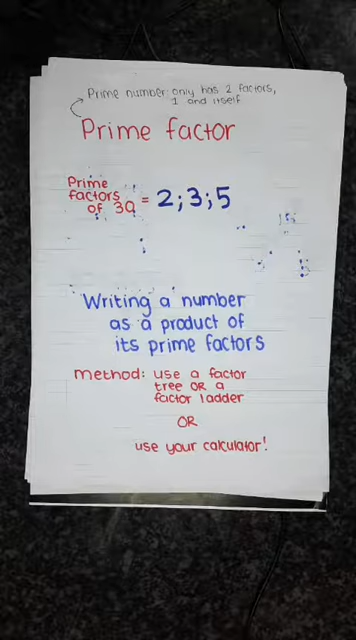 Prime number: only has 2 factors,
1 and itself
Prime factor
Prime
factors
of 30 = 2; 3; 5
Writing a number
as a product of
its prime factors
method: use a factor
tree OR a
factor ladder
OR
use your calculator!